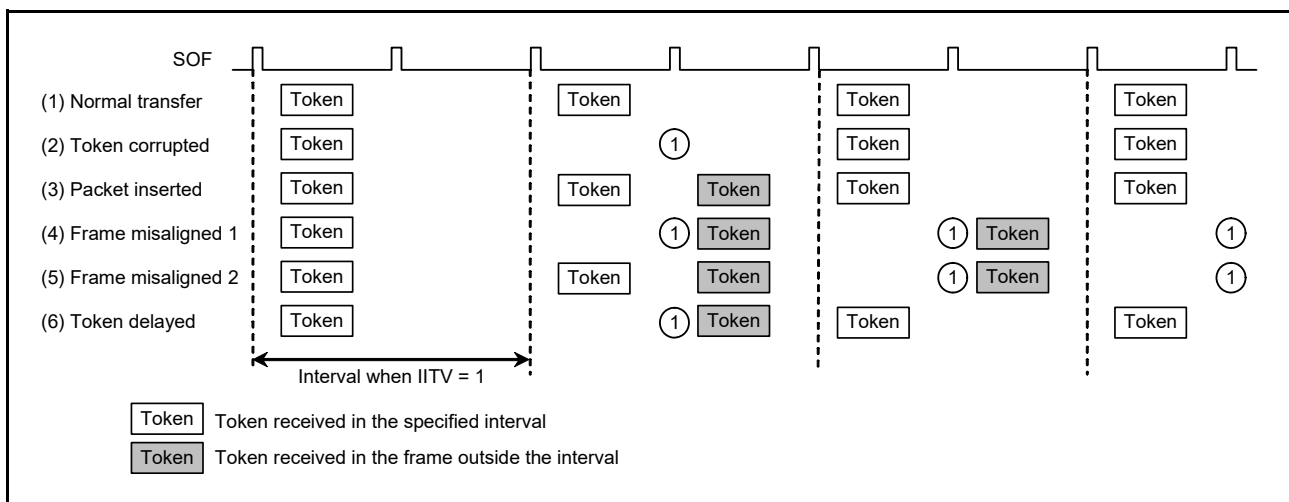 SOF
(1) Normal transfer Token Token Token Token
(2) Token corrupted Token 1 Token Token
(3) Packet inserted Token Token Token Token Token
(4) Frame misaligned 1 Token 1 Token 1 Token 1
(5) Frame misaligned 2 Token Token Token 1 Token 1
(6) Token delayed Token 1 Token Token Token
Interval when IITV = 1
Token Token received in the specified interval
Token Token received in the frame outside the interval